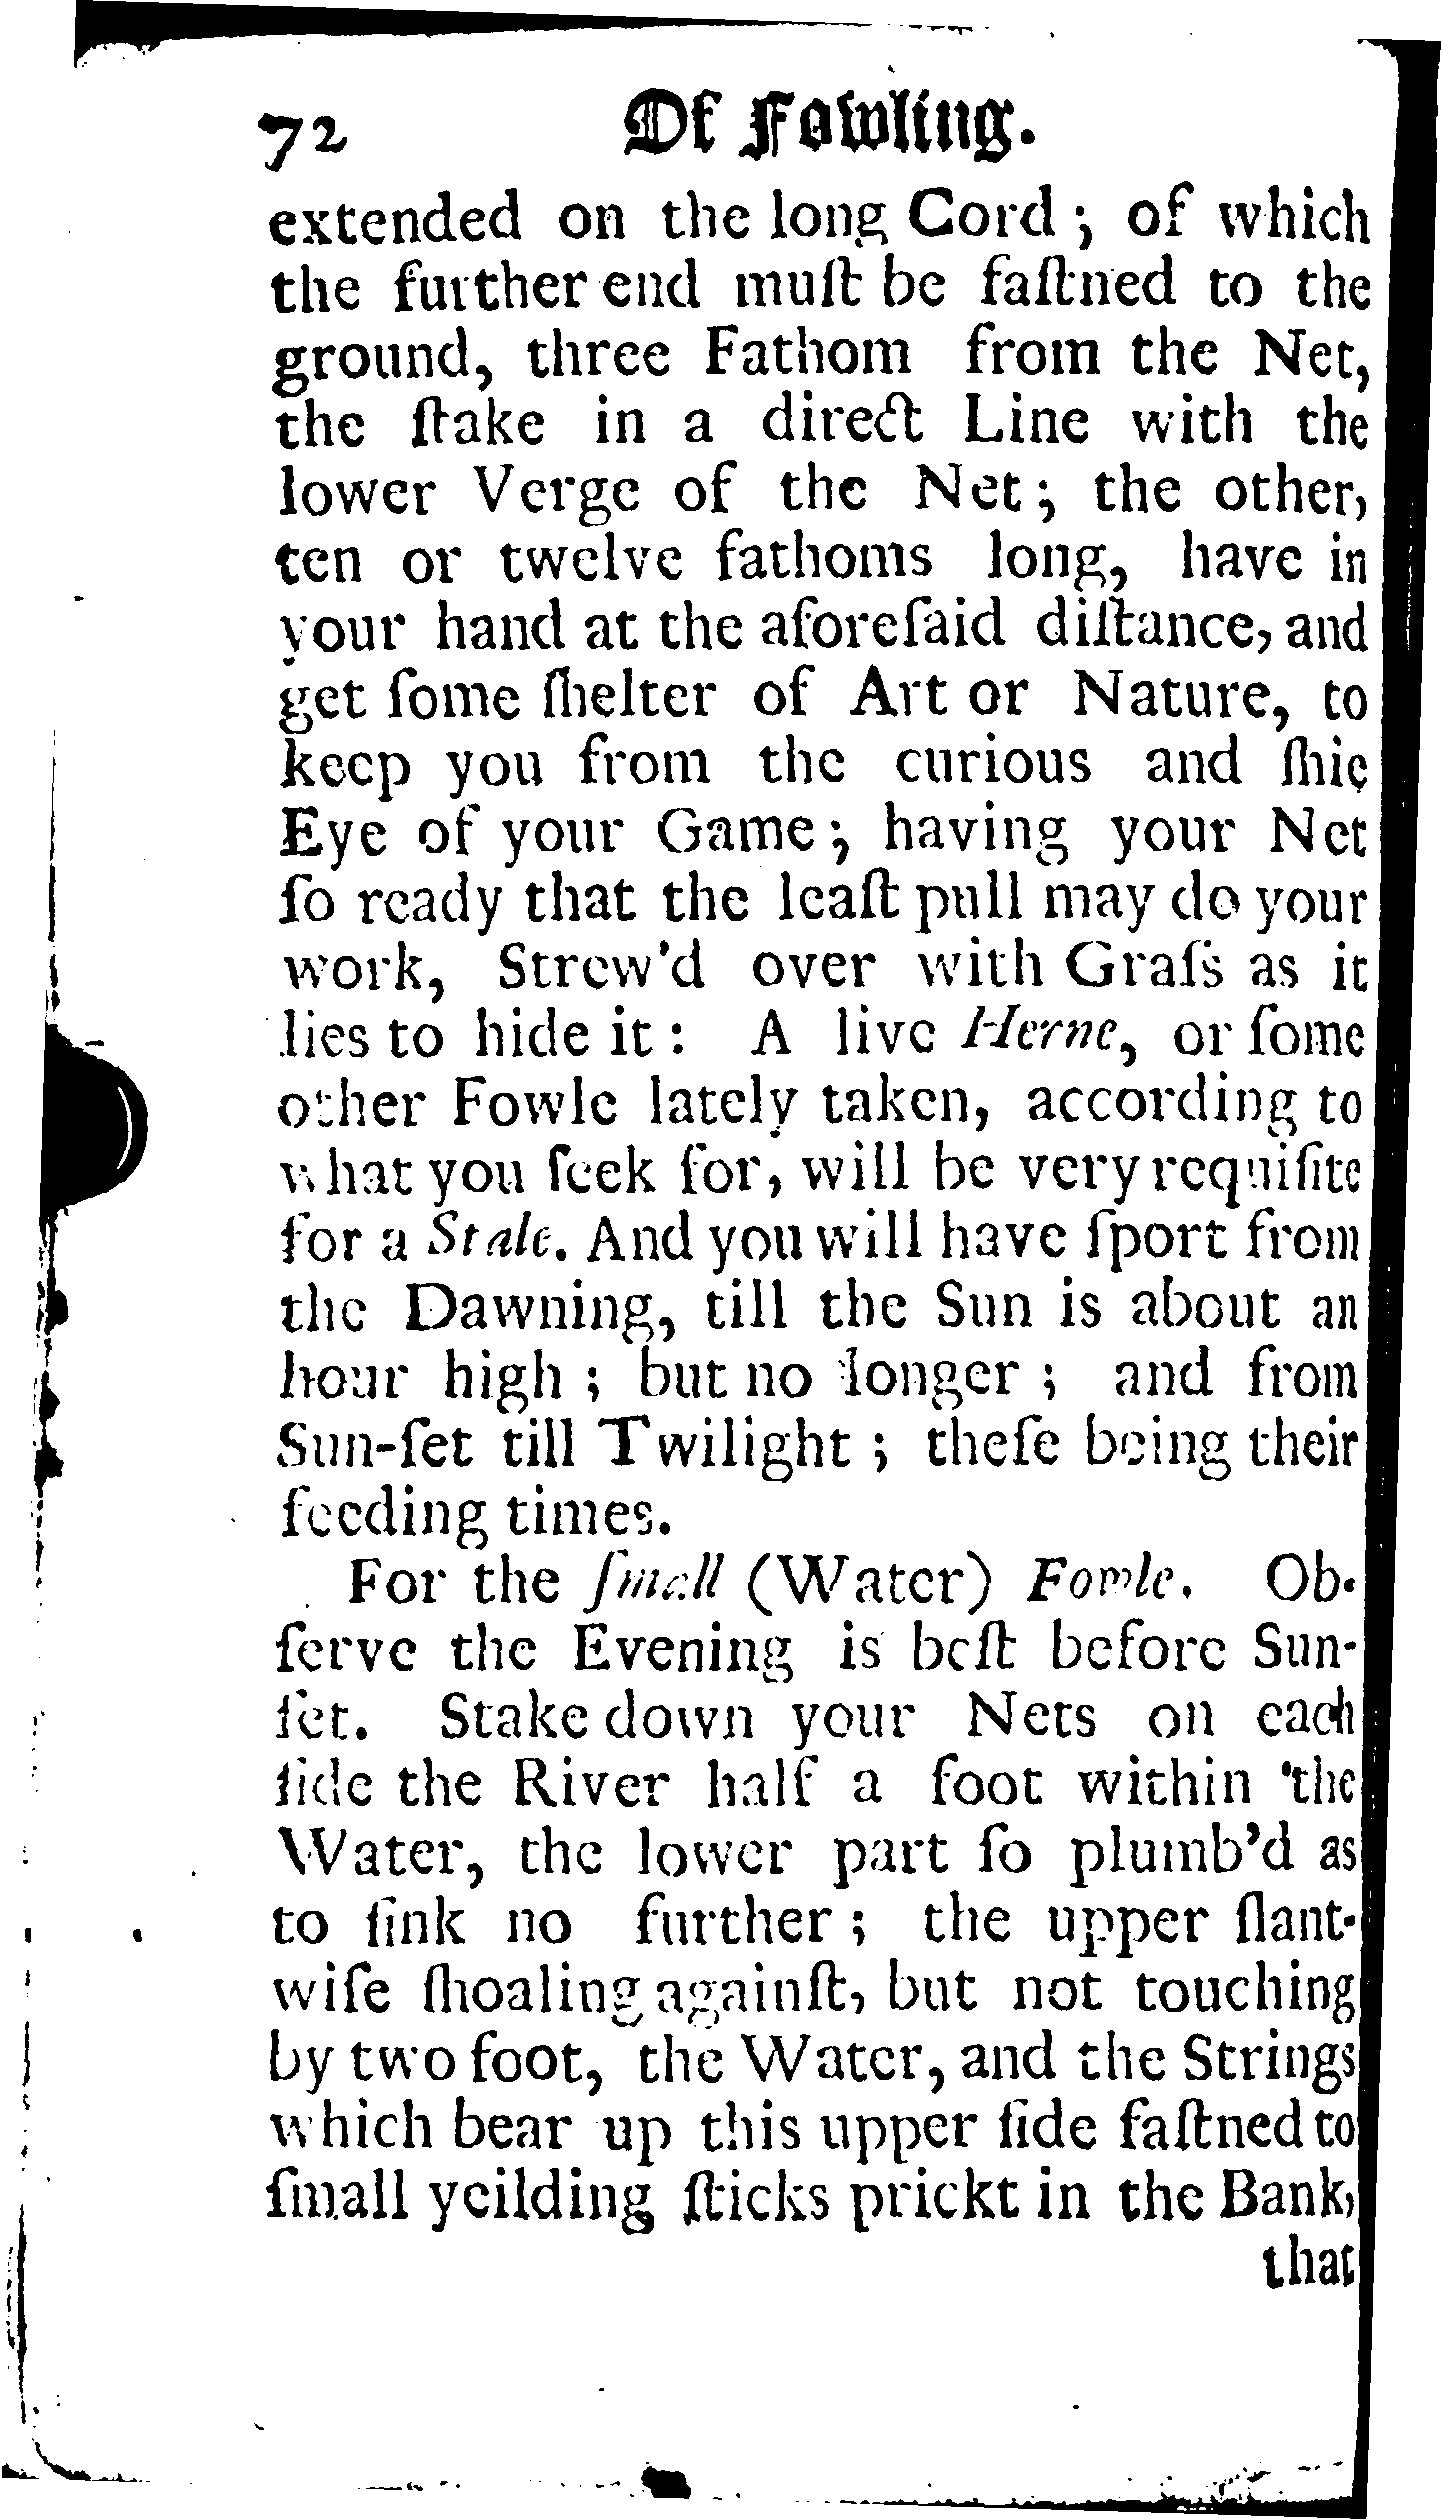 72 Of Fowling.
extended on the long Cord ; of which
the further end muſt be faſtned to the
ground, three Fathom from the Net,
the ſtake in a direct Line with the
lower Verge of the Net ; the other,
ten or twelve fathoms long, have in
your hand at the aforeſaid diſtance, and
get ſome ſhelter of Art or Nature, to
keep you from the curious and ſhie
Eye of your Game ; having your Net
ſo ready that the leaſt pull may do your
work, Strew'd over with Graſs as it
lies to hide it : A live Herne, or ſome
other Fowle lately taken, according to
what you ſeek for, will be very requiſite
for a Stale. And you will have ſport from
the Dawning, till the Sun is about an
hour high ; but no longer ; and from
Sun-ſet till Twilight ; theſe being their
feeding times.
For the ſmall (Water) Fowle. Ob-
ſerve the Evening is beſt before Sun-
ſet. Stake down your Nets on each
ſide the River half a foot within the
Water, the lower part ſo plumb'd as
to ſink no further ; the upper ſlant-
wiſe ſhoaling againſt, but not touching
by two foot, the Water, and the Strings
which bear up this upper ſide faſtned to
ſmall yeilding ſticks prickt in the Bank,
that